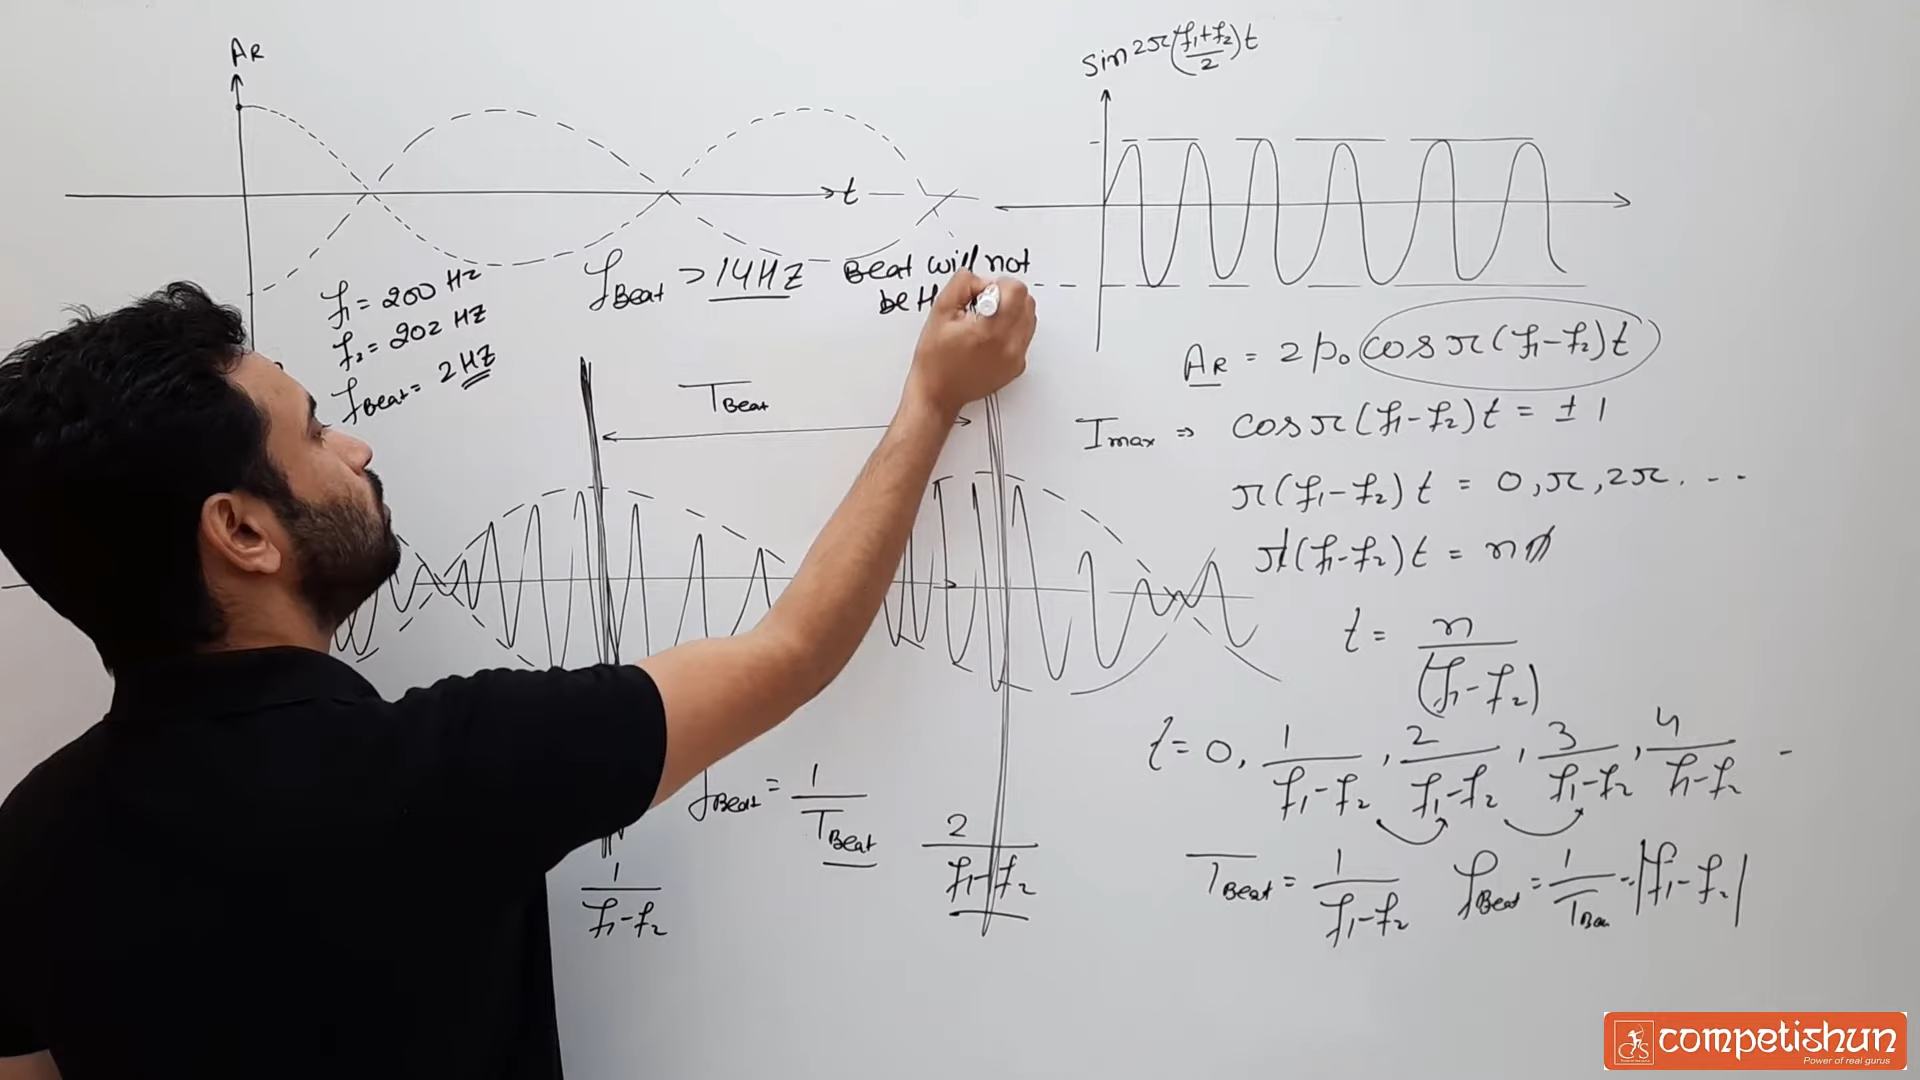 AR
sin 2π(f₁+f₂/2)t
t
f₁ = 200 Hz
f₂ = 202 Hz
fBeat = 2 Hz
fBeat > 14 Hz Beat will not
be H
AR = 2p₀ cos π(f₁-f₂)t
TBeat
Imax ⇒ cos π(f₁-f₂)t = ±1
π(f₁-f₂)t = 0, π, 2π, ...
π(f₁-f₂)t = nπ
t = n/(f₁-f₂)
t = 0, 1/f₁-f₂, 2/f₁-f₂, 3/f₁-f₂, 4/f₁-f₂ -
fBeat = 1/TBeat
1/f₁-f₂
2/f₁-f₂
TBeat = 1/f₁-f₂ fBeat = 1/TBea = |f₁-f₂|
competishun
Power of real gurus